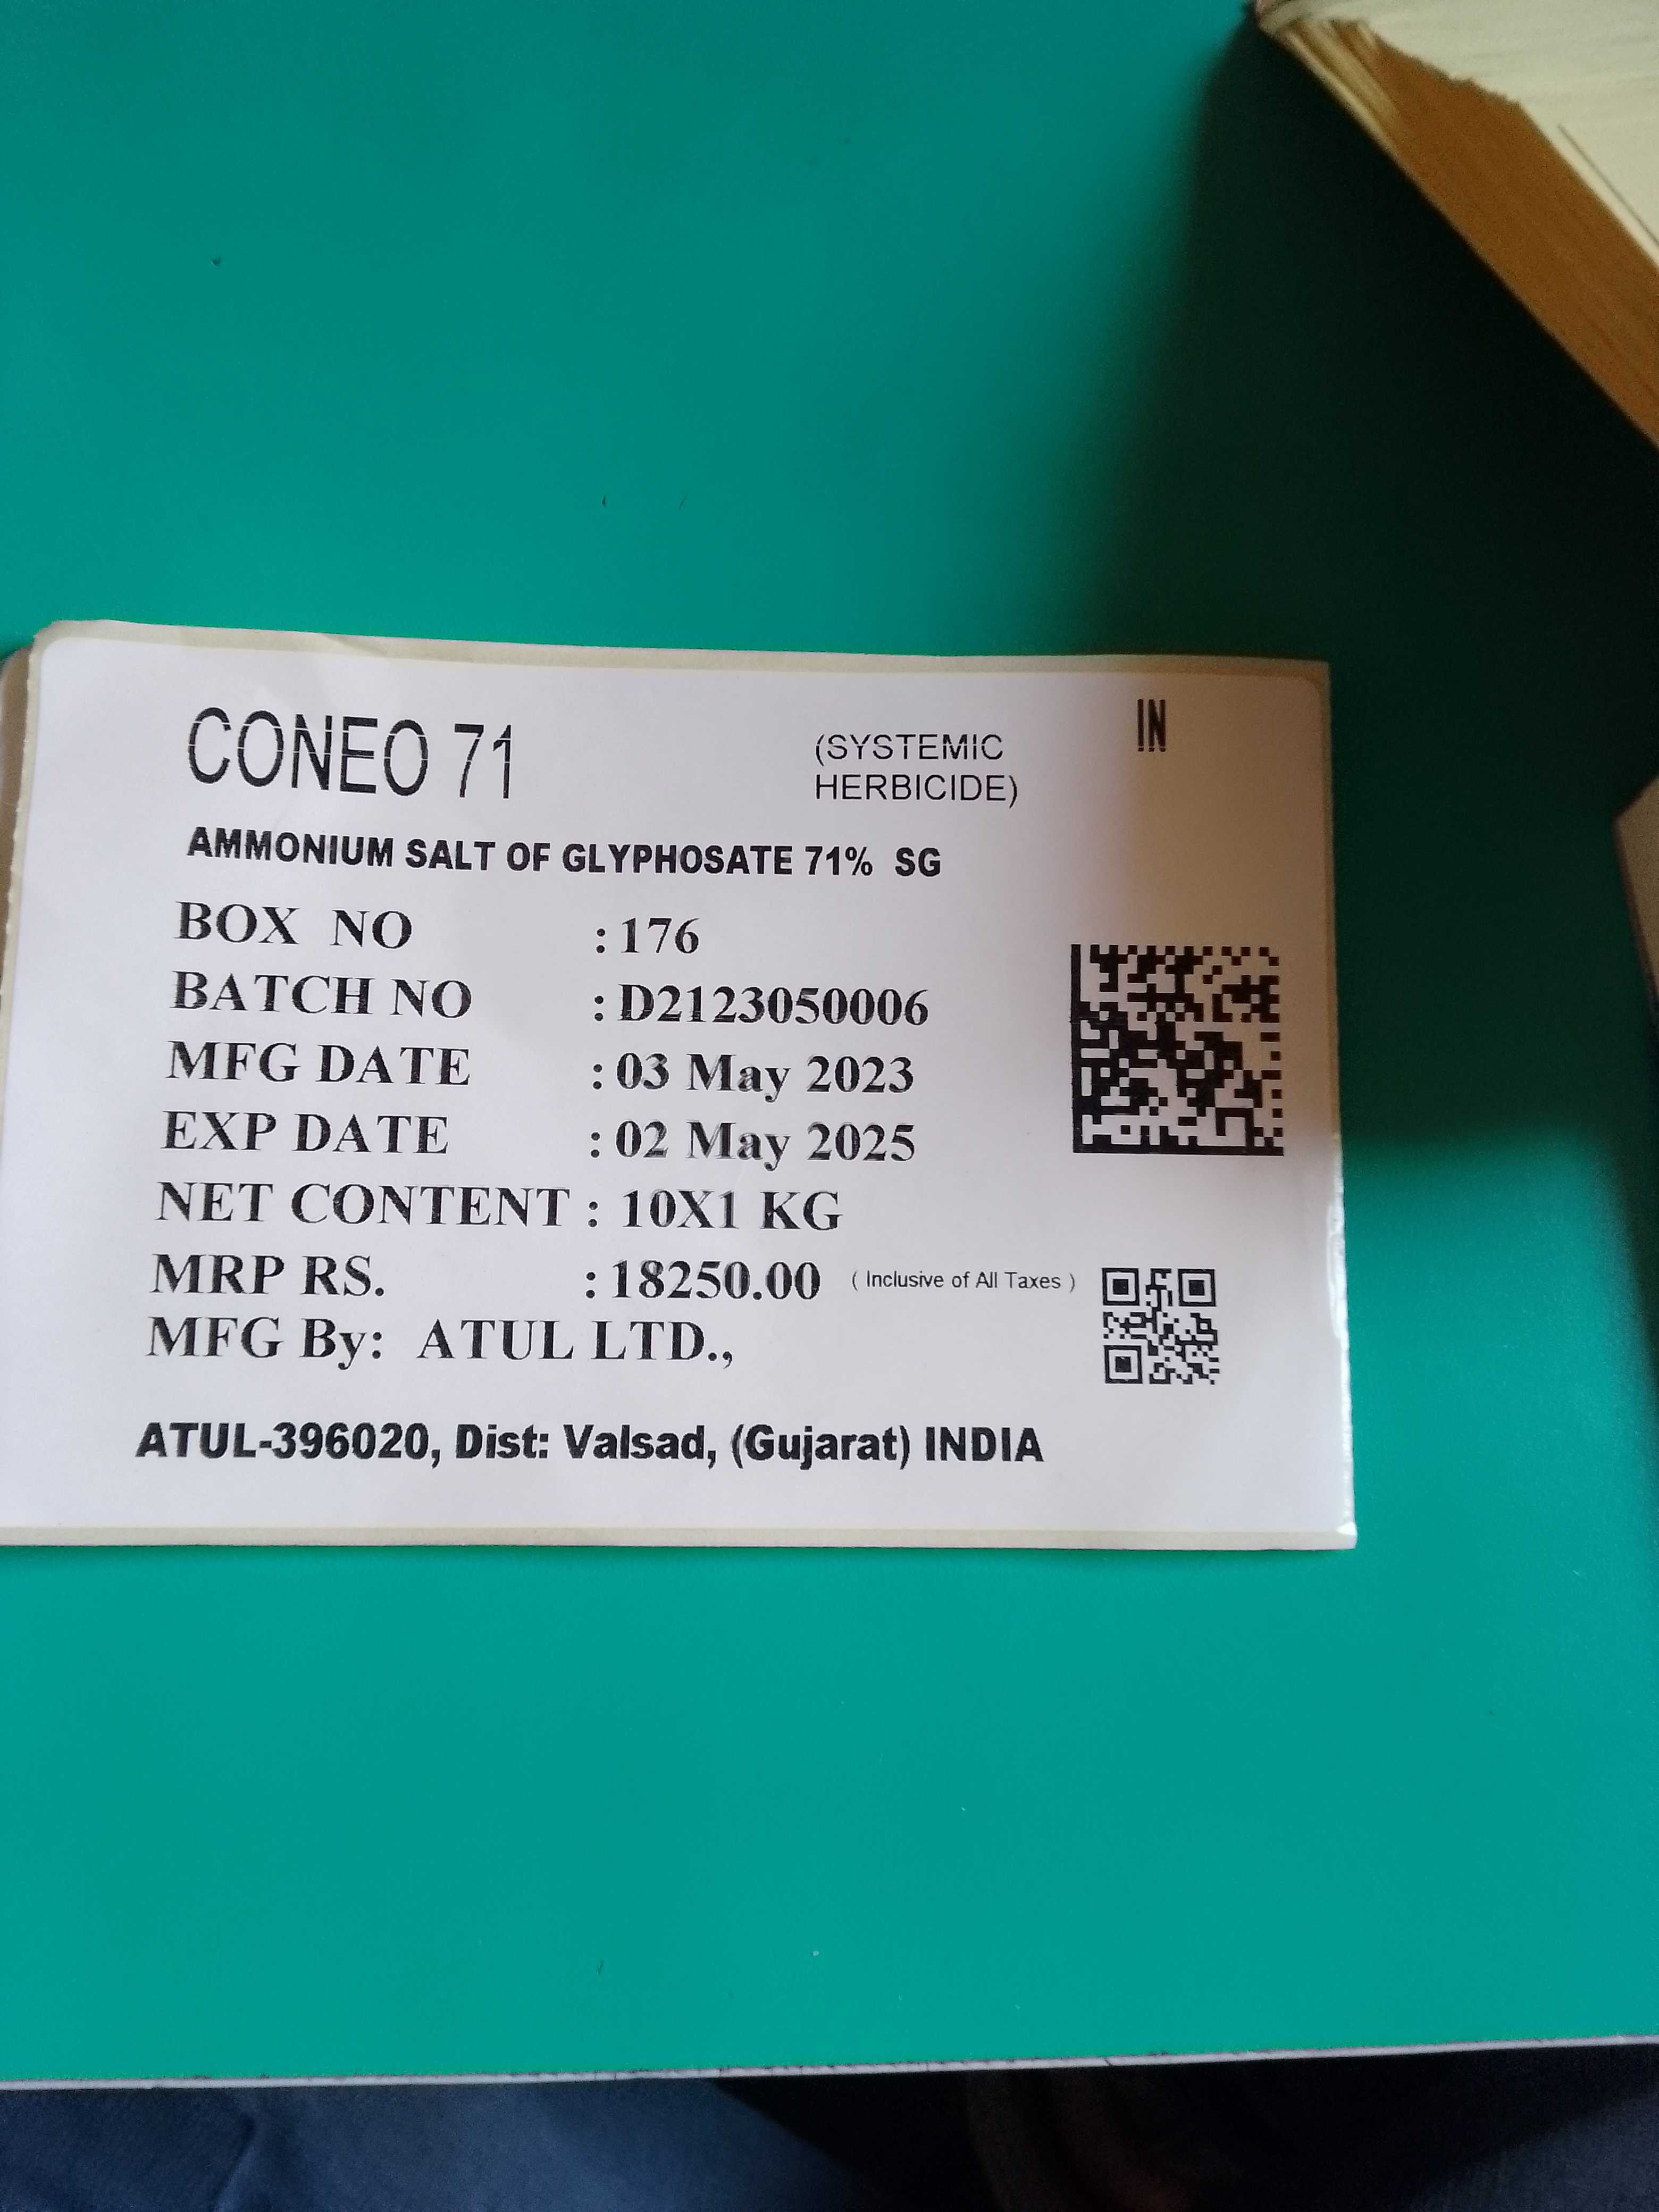 CONEO 71 (SYSTEMIC IN
HERBICIDE)
AMMONIUM SALT OF GLYPHOSATE 71% SG
BOX NO : 176
BATCH NO : D2123050006
MFG DATE : 03 May 2023
EXP DATE : 02 May 2025
NET CONTENT : 10X1 KG
MRP RS. : 18250.00 ( Inclusive of All Taxes )
MFG By: ATUL LTD.,
ATUL-396020, Dist: Valsad, (Gujarat) INDIA